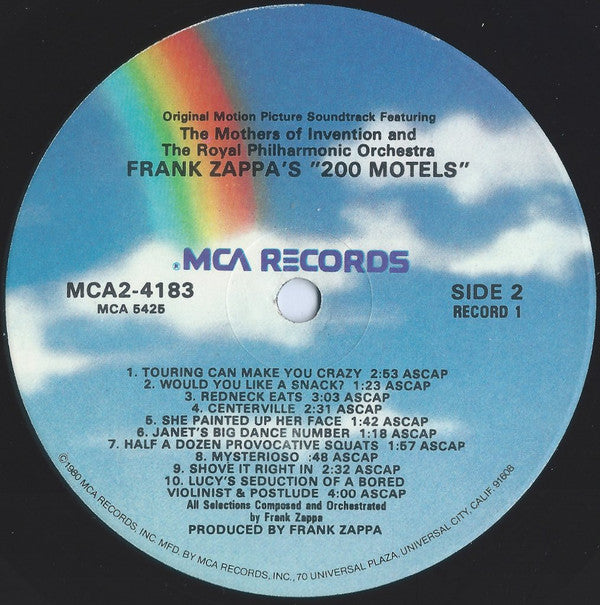 Original Motion Picture Soundtrack Featuring
The Mothers of Invention and
The Royal Philharmonic Orchestra
FRANK ZAPPA'S "200 MOTELS"
®MCA RECORDS
MCA2-4183
MCA 5425
SIDE 2
RECORD 1
1. TOURING CAN MAKE YOU CRAZY 2:53 ASCAP
2. WOULD YOU LIKE A SNACK? 1:23 ASCAP
3. REDNECK EATS 3:03 ASCAP
4. CENTERVILLE 2:31 ASCAP
5. SHE PAINTED UP HER FACE 1:42 ASCAP
6. JANET'S BIG DANCE NUMBER 1:18 ASCAP
7. HALF A DOZEN PROVOCATIVE SQUATS 1:57 ASCAP
8. MYSTERIOSO :48 ASCAP
9. SHOVE IT RIGHT IN 2:32 ASCAP
10. LUCY'S SEDUCTION OF A BORED
VIOLINIST & POSTLUDE 4:00 ASCAP
All Selections Composed and Orchestrated
by Frank Zappa
PRODUCED BY FRANK ZAPPA
©1980 MCA RECORDS, INC. MFD. BY MCA RECORDS, INC., 70 UNIVERSAL PLAZA, UNIVERSAL CITY, CALIF. 91608